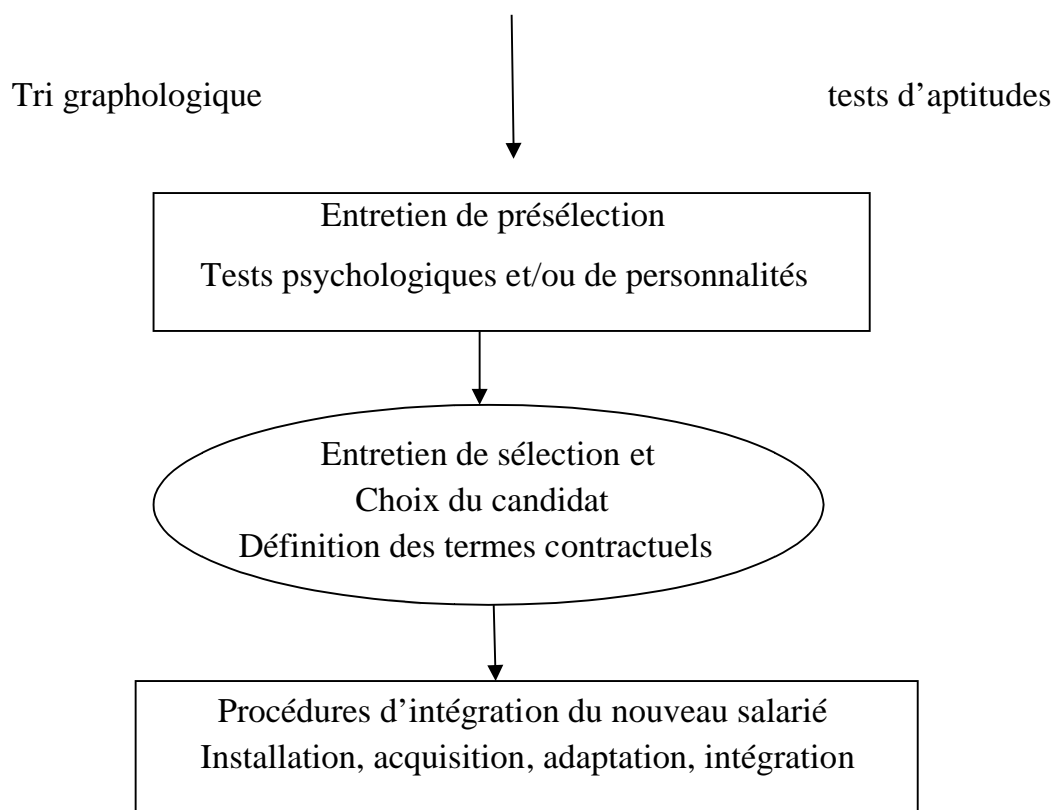 Tri graphologique
tests d’aptitudes
Entretien de présélection
Tests psychologiques et/ou de personnalités
Entretien de sélection et
Choix du candidat
Définition des termes contractuels
Procédures d’intégration du nouveau salarié
Installation, acquisition, adaptation, intégration